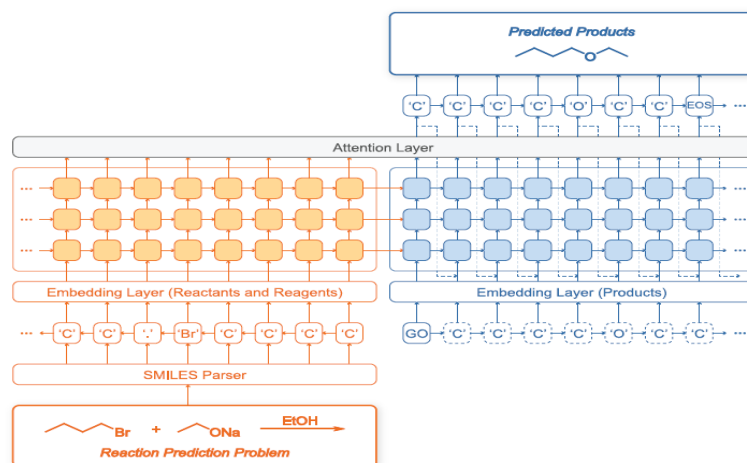 Predicted Products
O
'C' 'C' 'C' 'C' 'O' 'C' 'C' EOS ...
Attention Layer
... ...
... ...
... ...
Embedding Layer (Reactants and Reagents) Embedding Layer (Products)
... 'C' 'C' '.' 'Br' 'C' 'C' 'C' 'C' ... GO 'C' 'C' 'C' 'C' 'O' 'C' 'C' ...
SMILES Parser
Br + ONa EtOH
Reaction Prediction Problem